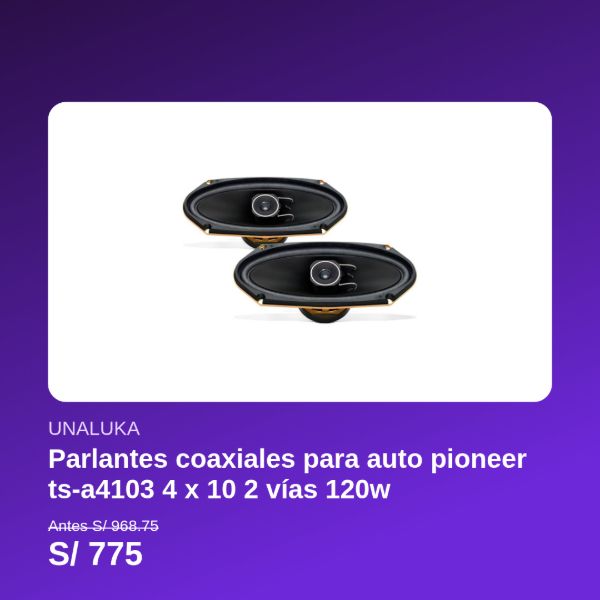 UNALUKA
Parlantes coaxiales para auto pioneer
ts-a4103 4 x 10 2 vías 120w
Antes S/ 968.75
S/ 775